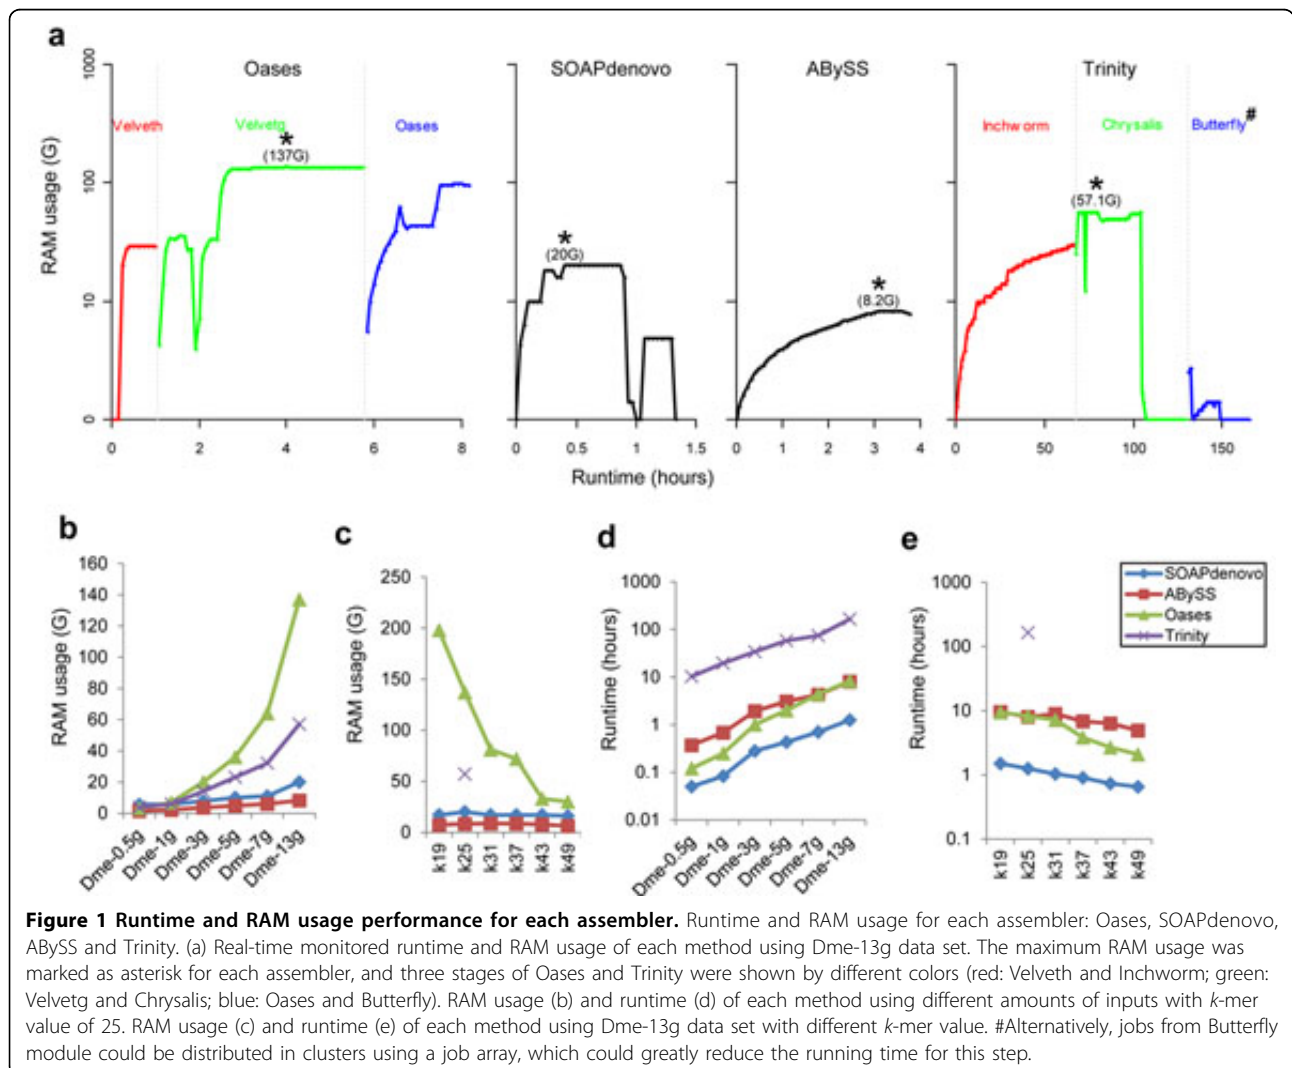 a
Oases
SOAPdenovo
ABySS
Trinity
RAM usage (G)
1000
100
10
0
Velveth
Velvetg
Oases
*
(137G)
*
(20G)
*
(8.2G)
Inchworm
Chrysalis
Butterfly#
*
(57.1G)
0 2 4 6 8
0 0.5 1 1.5
0 1 2 3 4
0 50 100 150
Runtime (hours)
b
RAM usage (G)
160
140
120
100
80
60
40
20
0
Dme-0.5g
Dme-1g
Dme-3g
Dme-5g
Dme-7g
Dme-13g
c
RAM usage (G)
250
200
150
100
50
0
k19
k25
k31
k37
k43
k49
d
Runtime (hours)
1000
100
10
1
0.1
0.01
Dme-0.5g
Dme-1g
Dme-3g
Dme-5g
Dme-7g
Dme-13g
e
Runtime (hours)
1000
100
10
1
0.1
k19
k25
k31
k37
k43
k49
SOAPdenovo
ABySS
Oases
Trinity
Figure 1 Runtime and RAM usage performance for each assembler. Runtime and RAM usage for each assembler: Oases, SOAPdenovo,
ABySS and Trinity. (a) Real-time monitored runtime and RAM usage of each method using Dme-13g data set. The maximum RAM usage was
marked as asterisk for each assembler, and three stages of Oases and Trinity were shown by different colors (red: Velveth and Inchworm; green:
Velvetg and Chrysalis; blue: Oases and Butterfly). RAM usage (b) and runtime (d) of each method using different amounts of inputs with k-mer
value of 25. RAM usage (c) and runtime (e) of each method using Dme-13g data set with different k-mer value. #Alternatively, jobs from Butterfly
module could be distributed in clusters using a job array, which could greatly reduce the running time for this step.